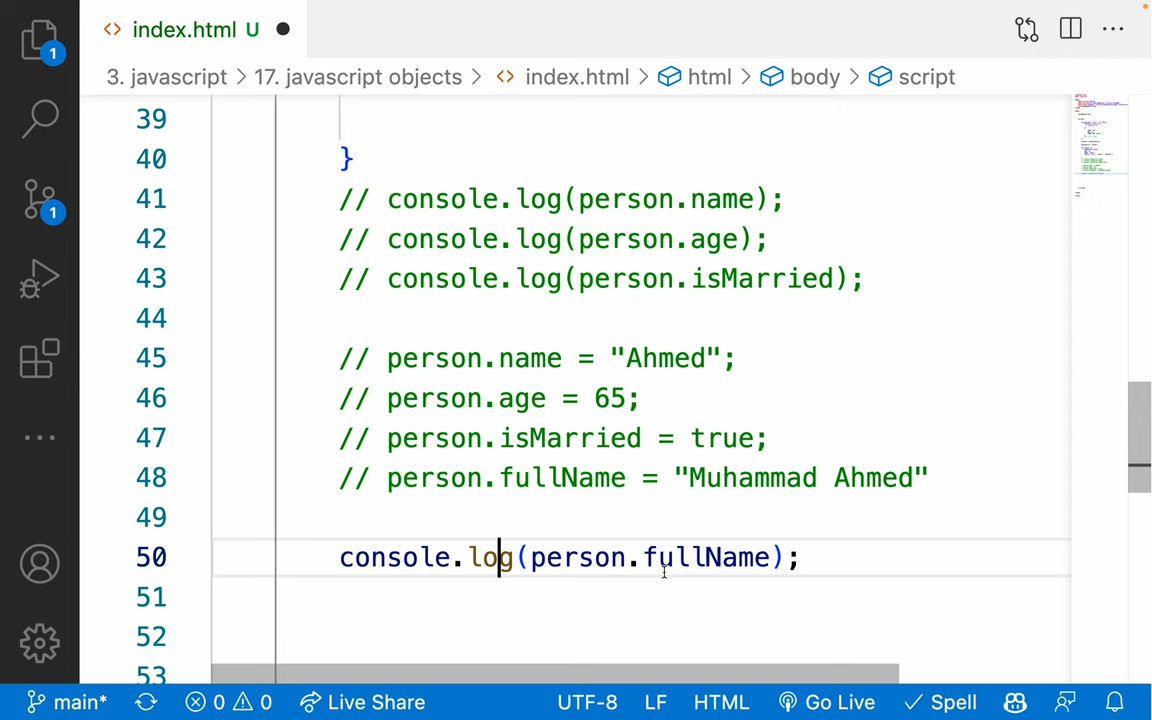 index.html U
3. javascript > 17. javascript objects > index.html > html > body > script
1
1
39
40 }
41 // console.log(person.name);
42 // console.log(person.age);
43 // console.log(person.isMarried);
44
45 // person.name = "Ahmed";
46 // person.age = 65;
47 // person.isMarried = true;
48 // person.fullName = "Muhammad Ahmed"
49
50 console.log(person.fullName);
51
52
53
main* 0 0 Live Share UTF-8 LF HTML Go Live Spell